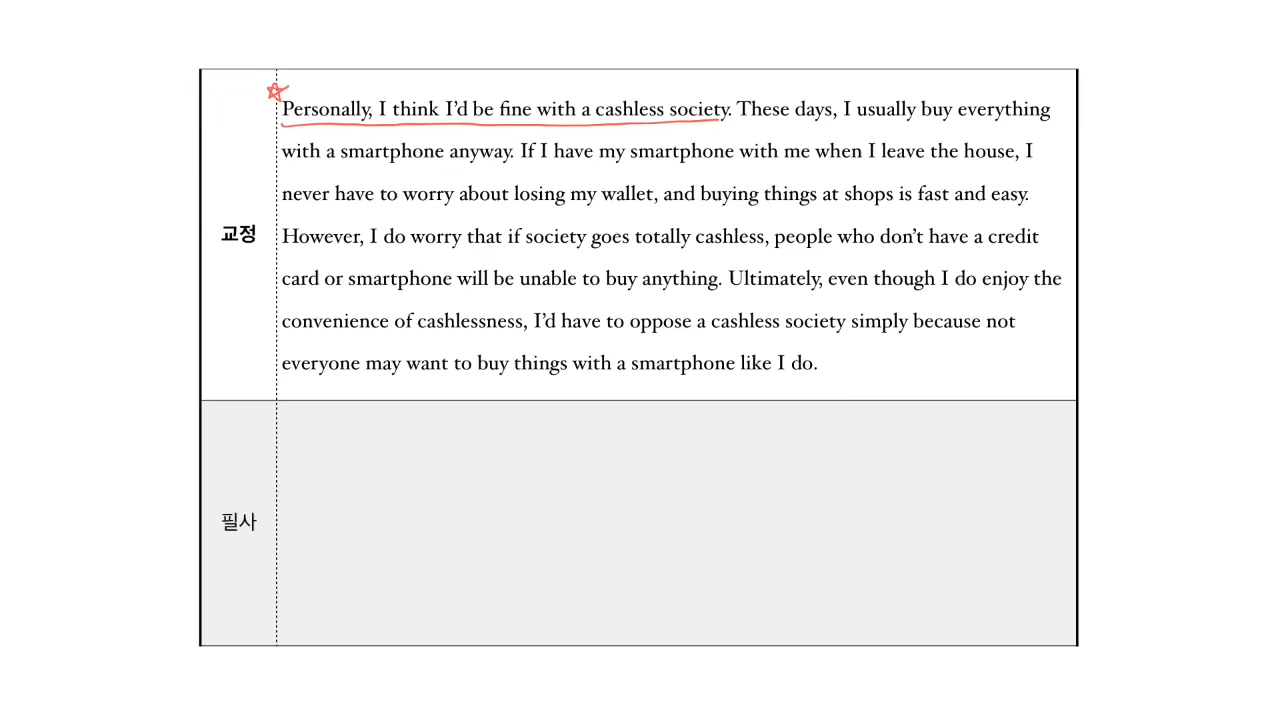 Personally, I think I’d be fine with a cashless society. These days, I usually buy everything
with a smartphone anyway. If I have my smartphone with me when I leave the house, I
never have to worry about losing my wallet, and buying things at shops is fast and easy.
교정
However, I do worry that if society goes totally cashless, people who don’t have a credit
card or smartphone will be unable to buy anything. Ultimately, even though I do enjoy the
convenience of cashlessness, I’d have to oppose a cashless society simply because not
everyone may want to buy things with a smartphone like I do.
필사